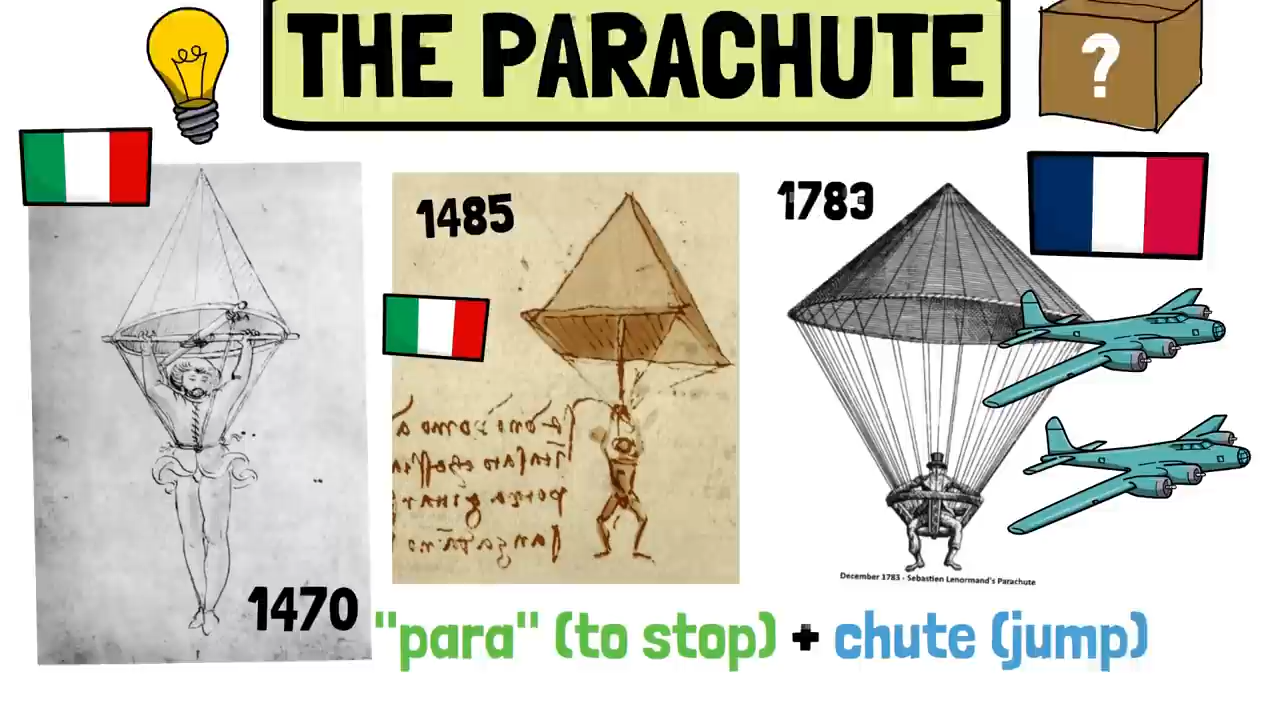 THE PARACHUTE
?
1485
1783
December 1783 - Sebastien Lenormand's Parachute
1470
"para" (to stop) + chute (jump)